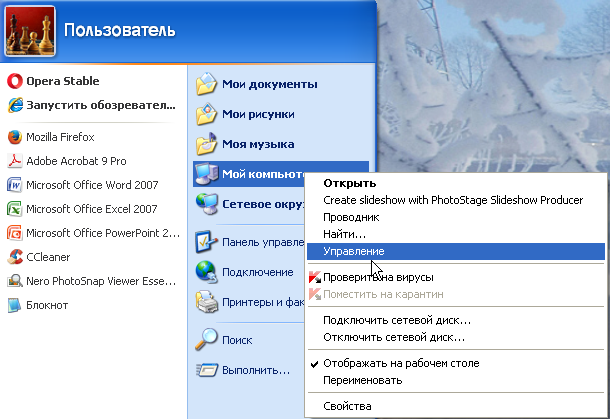 Пользователь
Opera Stable
Запустить обозревател...
Mozilla Firefox
Adobe Acrobat 9 Pro
Microsoft Office Word 2007
Microsoft Office Excel 2007
Microsoft Office PowerPoint 2...
CCleaner
Nero PhotoSnap Viewer Esse...
Блокнот
Мои документы
Мои рисунки
Моя музыка
Мой компьюте
Сетевое окру
Панель управле
Подключение
Принтеры и фак
Поиск
Выполнить...
Открыть
Create slideshow with PhotoStage Slideshow Producer
Проводник
Найти...
Управление
Проверить на вирусы
Поместить на карантин
Подключить сетевой диск...
Отключить сетевой диск...
Отображать на рабочем столе
Переименовать
Свойства